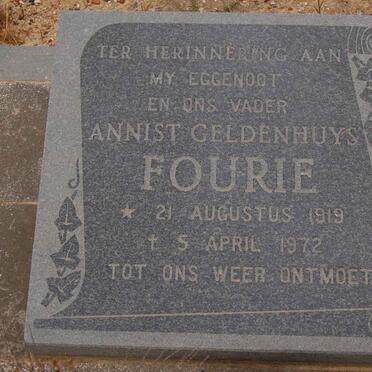 TER HERINNERING AAN
MY EGGENOOT
EN ONS VADER
ANNIST GELDENHUYS
FOURIE
★ 21 AUGUSTUS 1919
† 5 APRIL 1972
TOT ONS WEER ONTMOET